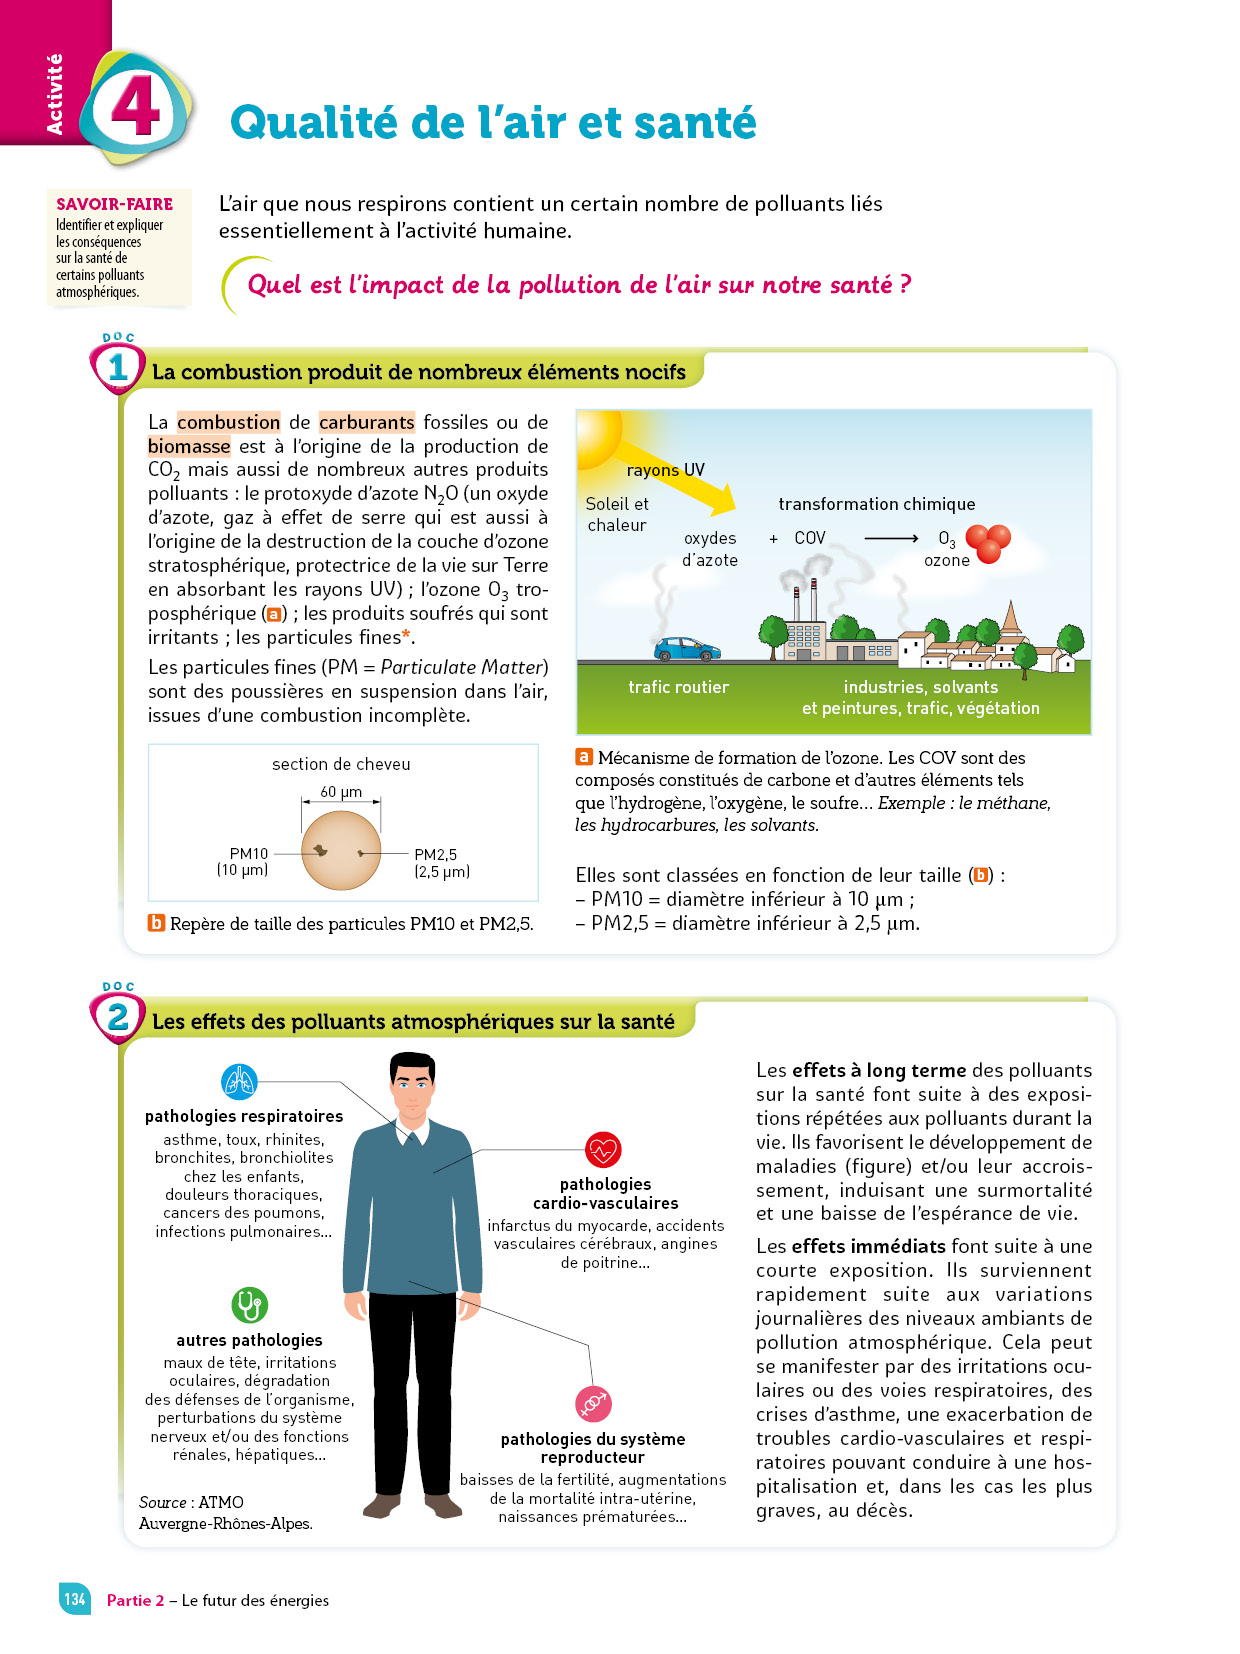 Activité
4
Qualité de l'air et santé
SAVOIR-FAIRE
Identifier et expliquer
les conséquences
sur la santé de
certains polluants
atmosphériques.
L'air que nous respirons contient un certain nombre de polluants liés
essentiellement à l'activité humaine.
Quel est l'impact de la pollution de l'air sur notre santé ?
DOC
1
La combustion produit de nombreux éléments nocifs
La combustion de carburants fossiles ou de
biomasse est à l'origine de la production de
CO2 mais aussi de nombreux autres produits
polluants : le protoxyde d'azote N2O (un oxyde
d'azote, gaz à effet de serre qui est aussi à
l'origine de la destruction de la couche d'ozone
stratosphérique, protectrice de la vie sur Terre
en absorbant les rayons UV) ; l'ozone O3 tro-
posphérique (a) ; les produits soufrés qui sont
irritants ; les particules fines*.
Les particules fines (PM = Particulate Matter)
sont des poussières en suspension dans l'air,
issues d'une combustion incomplète.
section de cheveu
60 µm
PM10
(10 µm)
PM2,5
(2,5 µm)
b Repère de taille des particules PM10 et PM2,5.
rayons UV
Soleil et
chaleur
transformation chimique
oxydes
d'azote
+ COV
O3
ozone
trafic routier
industries, solvants
et peintures, trafic, végétation
a Mécanisme de formation de l'ozone. Les COV sont des
composés constitués de carbone et d'autres éléments tels
que l'hydrogène, l'oxygène, le soufre... Exemple : le méthane,
les hydrocarbures, les solvants.
Elles sont classées en fonction de leur taille (b) :
– PM10 = diamètre inférieur à 10 µm ;
– PM2,5 = diamètre inférieur à 2,5 µm.
DOC
2
Les effets des polluants atmosphériques sur la santé
pathologies respiratoires
asthme, toux, rhinites,
bronchites, bronchiolites
chez les enfants,
douleurs thoraciques,
cancers des poumons,
infections pulmonaires...
pathologies
cardio-vasculaires
infarctus du myocarde, accidents
vasculaires cérébraux, angines
de poitrine...
autres pathologies
maux de tête, irritations
oculaires, dégradation
des défenses de l'organisme,
perturbations du système
nerveux et/ou des fonctions
rénales, hépatiques...
pathologies du système
reproducteur
baisses de la fertilité, augmentations
de la mortalité intra-utérine,
naissances prématurées...
Source : ATMO
Auvergne-Rhônes-Alpes.
Les effets à long terme des polluants
sur la santé font suite à des exposi-
tions répétées aux polluants durant la
vie. Ils favorisent le développement de
maladies (figure) et/ou leur accrois-
sement, induisant une surmortalité
et une baisse de l'espérance de vie.
Les effets immédiats font suite à une
courte exposition. Ils surviennent
rapidement suite aux variations
journalières des niveaux ambiants de
pollution atmosphérique. Cela peut
se manifester par des irritations ocu-
laires ou des voies respiratoires, des
crises d'asthme, une exacerbation de
troubles cardio-vasculaires et respi-
ratoires pouvant conduire à une hos-
pitalisation et, dans les cas les plus
graves, au décès.
134
Partie 2 – Le futur des énergies